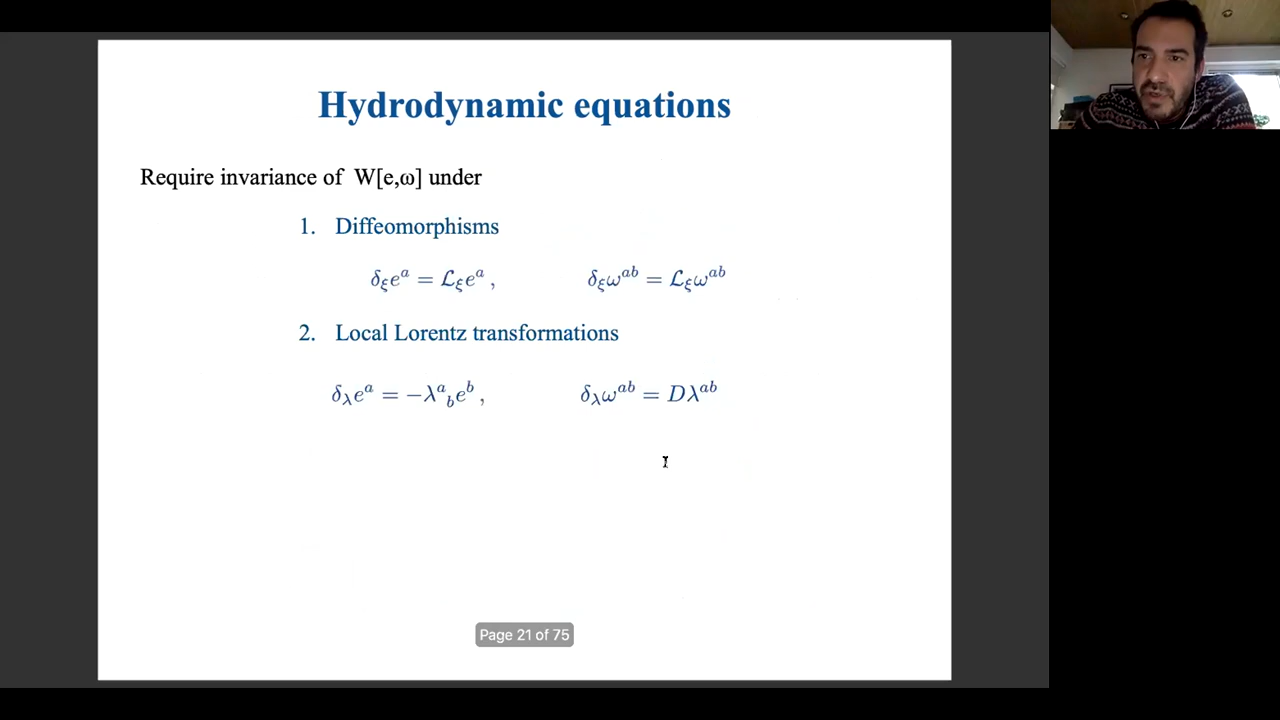 Hydrodynamic equations
Require invariance of W[e,ω] under
1. Diffeomorphisms
δ_ξ e^a = ℒ_ξ e^a , δ_ξ ω^{ab} = ℒ_ξ ω^{ab}
2. Local Lorentz transformations
δ_λ e^a = −λ^a_b e^b , δ_λ ω^{ab} = Dλ^{ab}
Page 21 of 75